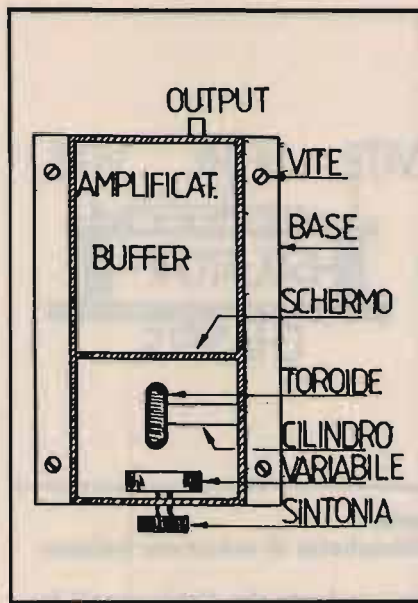 OUTPUT
AMPLIFICAT.
BUFFER
VITE
BASE
SCHERMO
TOROIDE
CILINDRO
VARIABILE
SINTONIA